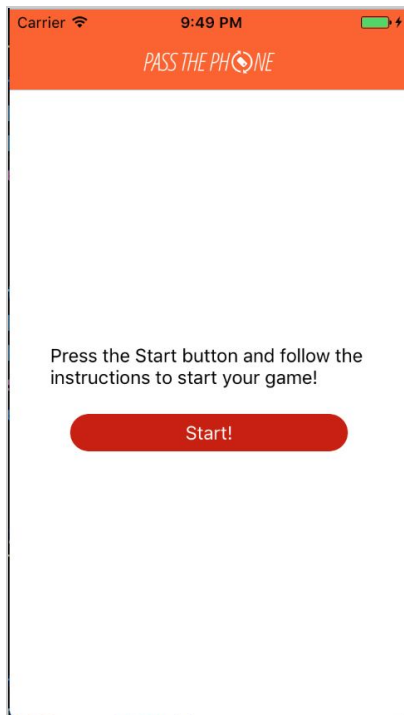 Carrier 9:49 PM
PASS THE PHONE
Press the Start button and follow the
instructions to start your game!
Start!